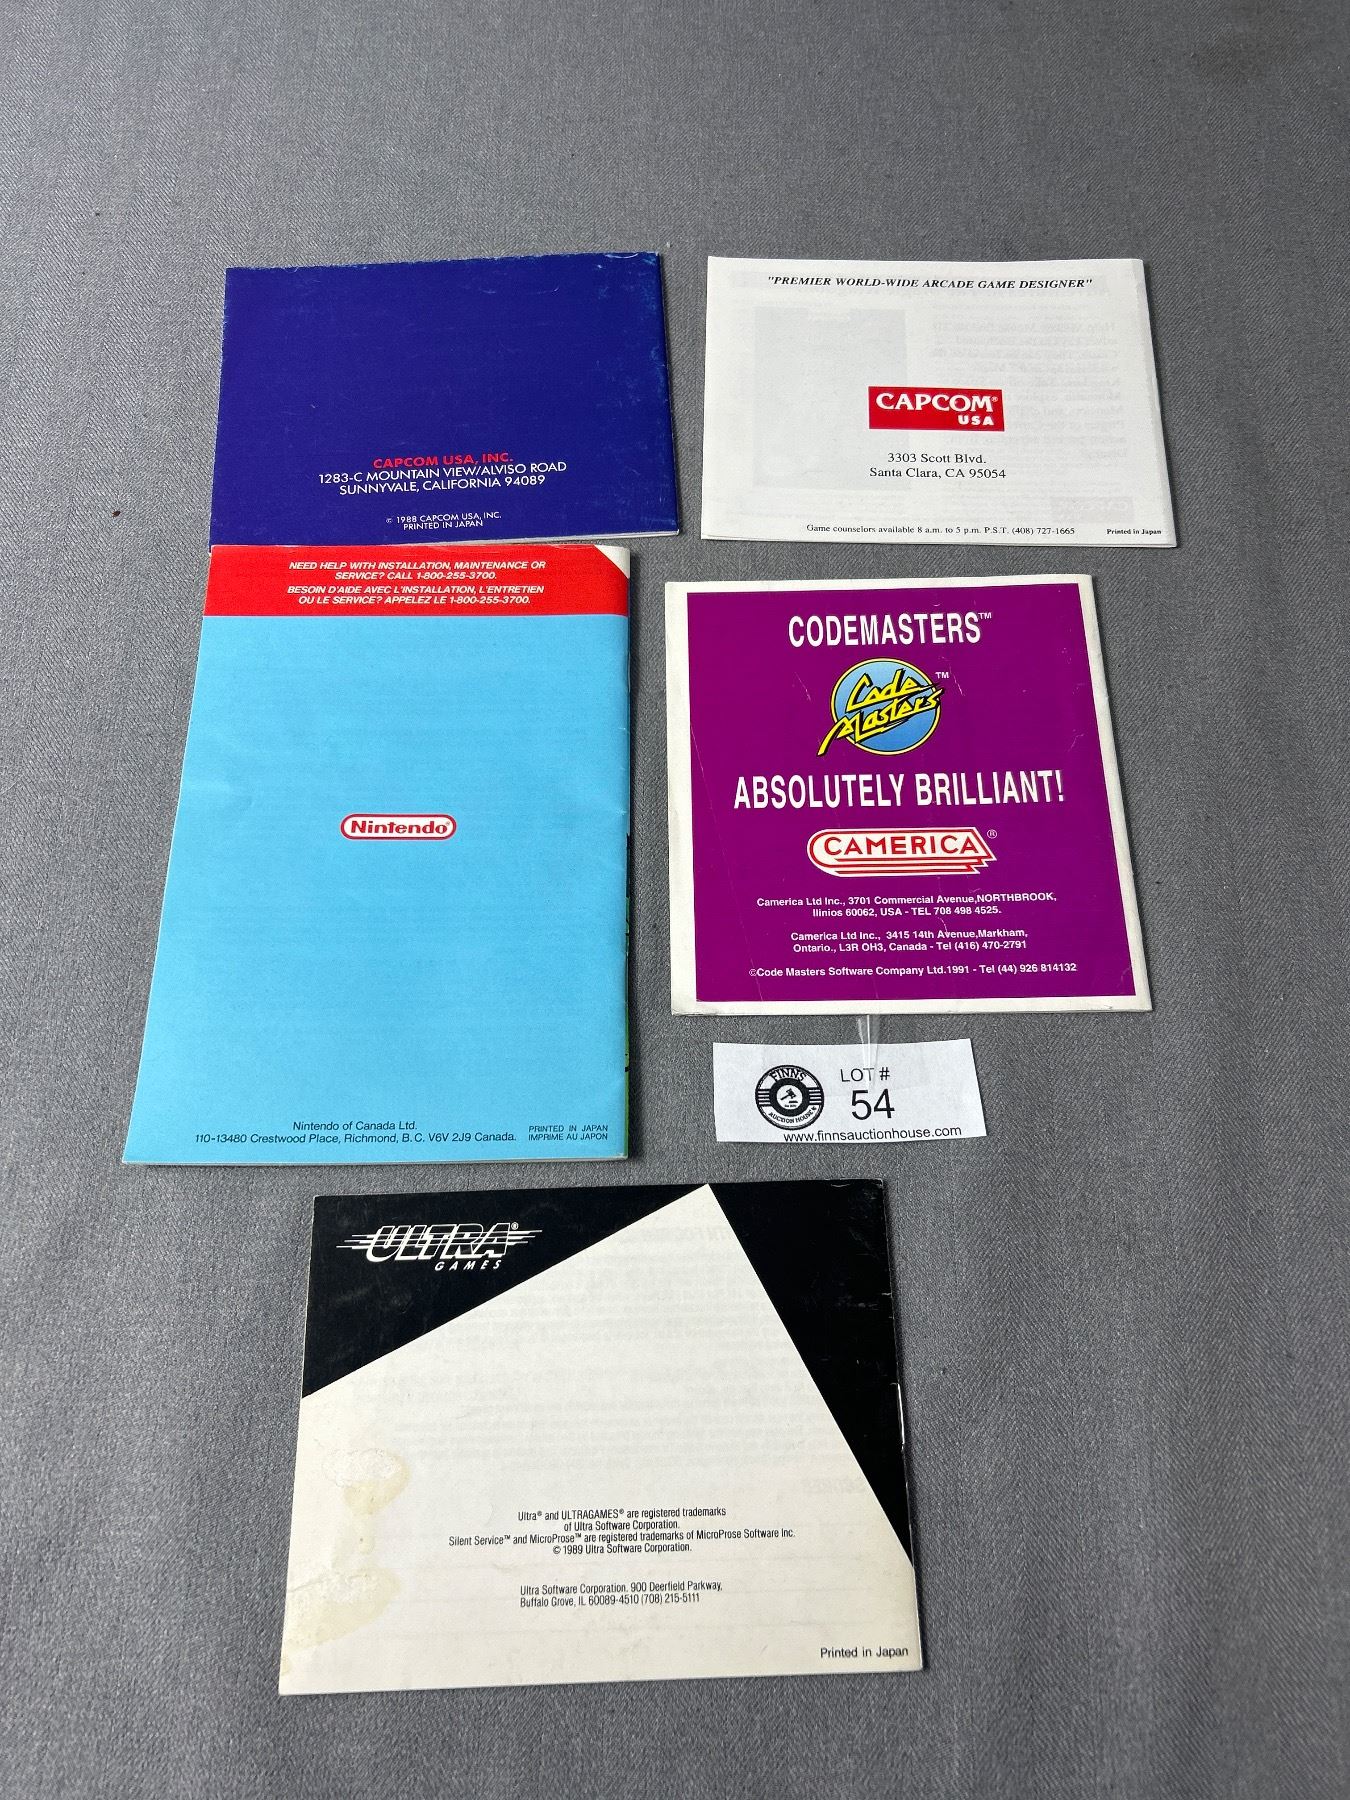 CAPCOM USA, INC.
1283-C MOUNTAIN VIEW/ALVISO ROAD
SUNNYVALE, CALIFORNIA 94089
© 1988 CAPCOM USA, INC.
PRINTED IN JAPAN
"PREMIER WORLD-WIDE ARCADE GAME DESIGNER"
CAPCOM®
USA
3303 Scott Blvd.
Santa Clara, CA 95054
Game counselors available 8 a.m. to 5 p.m. P.S.T. (408) 727-1665
Printed in Japan
NEED HELP WITH INSTALLATION, MAINTENANCE OR
SERVICE? CALL 1-800-255-3700.
BESOIN D'AIDE AVEC L'INSTALLATION, L'ENTRETIEN
OU LE SERVICE? APPELEZ LE 1-800-255-3700.
Nintendo®
Nintendo of Canada Ltd.
110-13480 Crestwood Place, Richmond, B.C. V6V 2J9 Canada.
PRINTED IN JAPAN
IMPRIME AU JAPON
CODEMASTERS™
Code Masters™
ABSOLUTELY BRILLIANT!
CAMERICA®
Camerica Ltd Inc., 3701 Commercial Avenue,NORTHBROOK,
Ilinios 60062, USA - TEL 708 498 4525.
Camerica Ltd Inc., 3415 14th Avenue,Markham,
Ontario., L3R OH3, Canada - Tel (416) 470-2791
©Code Masters Software Company Ltd.1991 - Tel (44) 926 814132
FINNS
AUCTION HOUSE
LOT #
54
www.finnsauctionhouse.com
ULTRA®
GAMES
Ultra® and ULTRAGAMES® are registered trademarks
of Ultra Software Corporation.
Silent Service™ and MicroProse™ are registered trademarks of MicroProse Software Inc.
© 1989 Ultra Software Corporation.
Ultra Software Corporation. 900 Deerfield Parkway,
Buffalo Grove, IL 60089-4510 (708) 215-5111
Printed in Japan